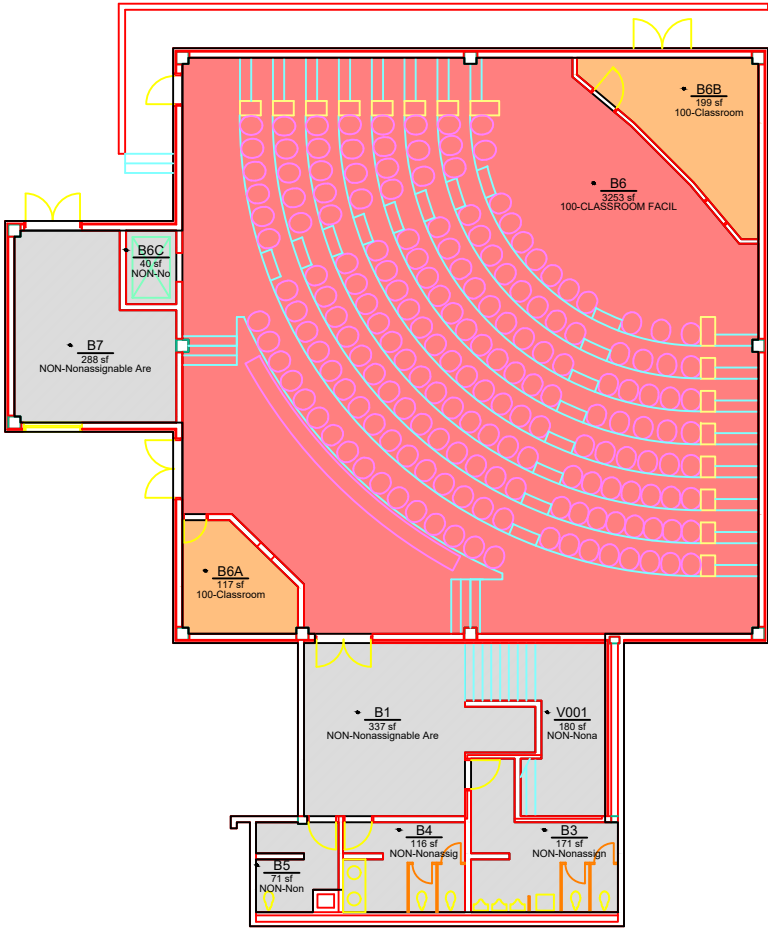 B6B
199 sf
100-Classroom
B6
3253 sf
100-CLASSROOM FACIL
B6C
40 sf
NON-No
B7
288 sf
NON-Nonassignable Are
B6A
117 sf
100-Classroom
B1
337 sf
NON-Nonassignable Are
V001
180 sf
NON-Nona
B4
116 sf
NON-Nonassig
B3
171 sf
NON-Nonassign
B5
71 sf
NON-Non